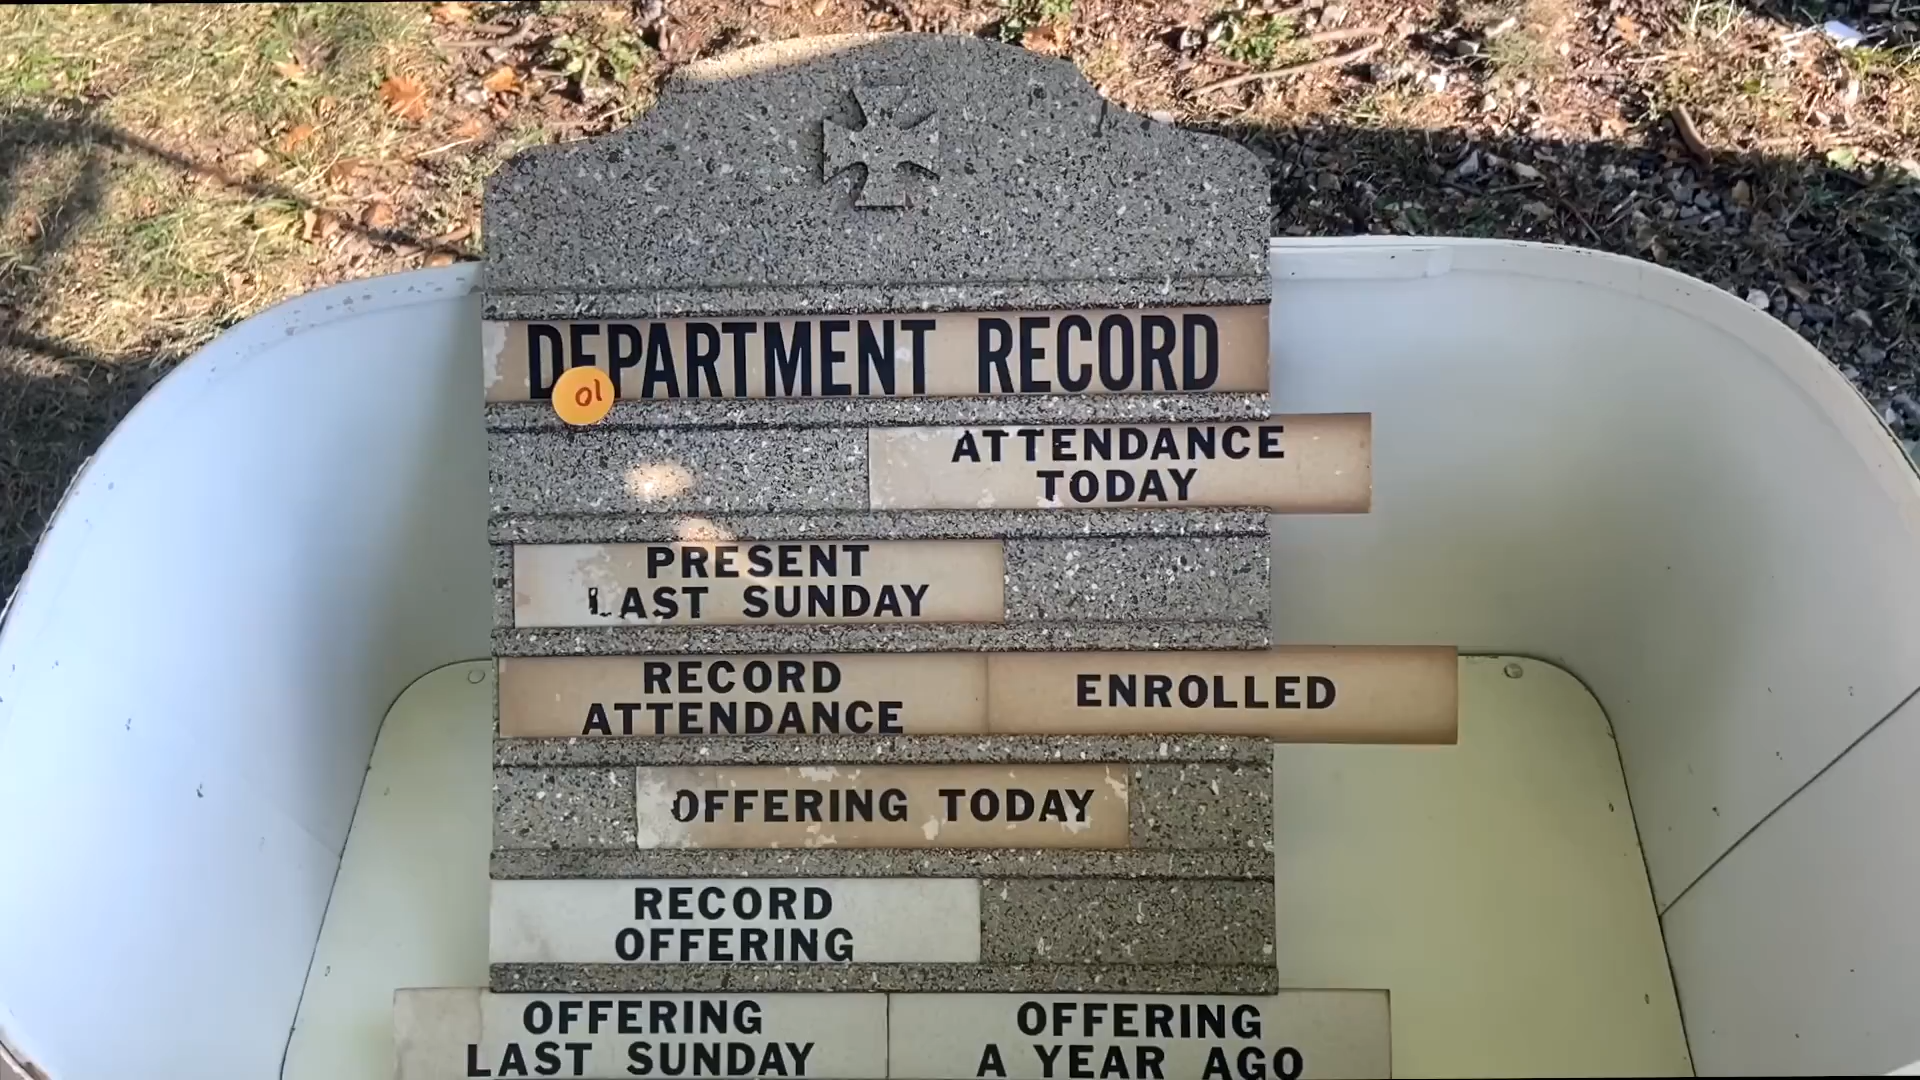 DEPARTMENT RECORD
10
ATTENDANCE
TODAY
PRESENT
LAST SUNDAY
RECORD
ATTENDANCE
ENROLLED
OFFERING TODAY
RECORD
OFFERING
OFFERING
LAST SUNDAY
OFFERING
A YEAR AGO